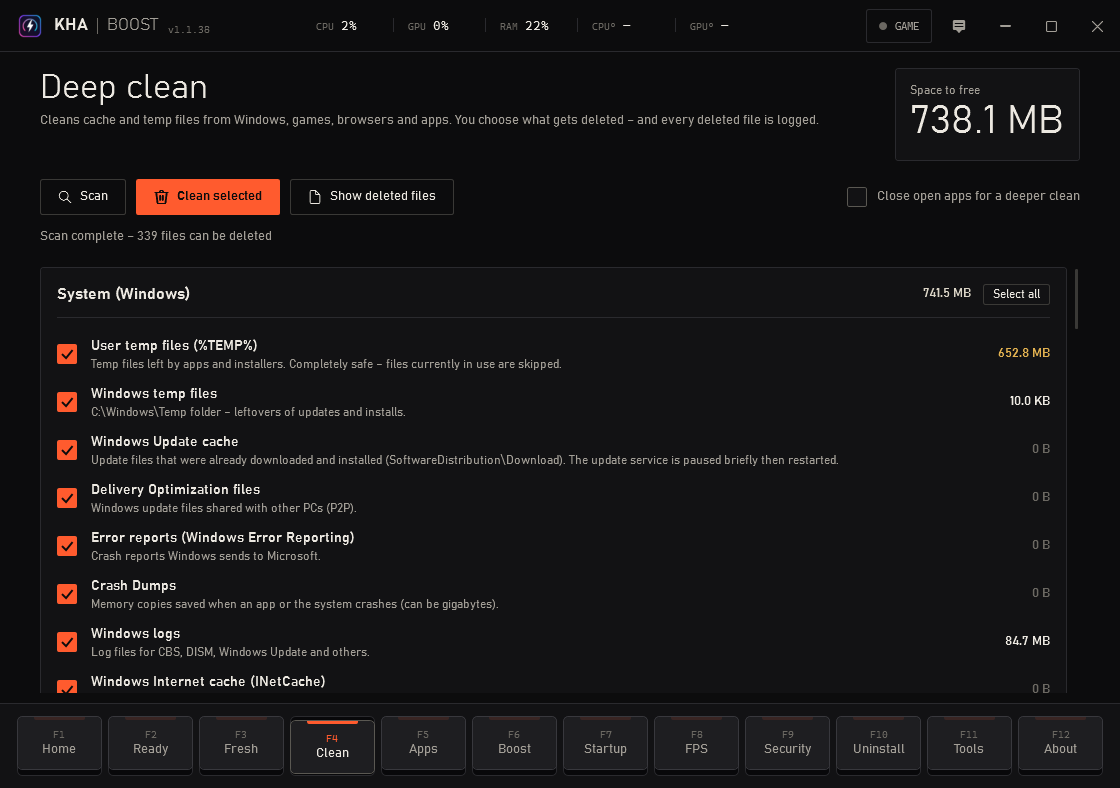 KHA | BOOST v1.1.38
CPU 2% GPU 0% RAM 22% CPU° — GPU° —
GAME
Deep clean
Cleans cache and temp files from Windows, games, browsers and apps. You choose what gets deleted – and every deleted file is logged.
Space to free
738.1 MB
Scan
Clean selected
Show deleted files
Close open apps for a deeper clean
Scan complete – 339 files can be deleted
System (Windows) 741.5 MB Select all
User temp files (%TEMP%)
Temp files left by apps and installers. Completely safe – files currently in use are skipped.
652.8 MB
Windows temp files
C:\Windows\Temp folder – leftovers of updates and installs.
10.0 KB
Windows Update cache
Update files that were already downloaded and installed (SoftwareDistribution\Download). The update service is paused briefly then restarted.
0 B
Delivery Optimization files
Windows update files shared with other PCs (P2P).
0 B
Error reports (Windows Error Reporting)
Crash reports Windows sends to Microsoft.
0 B
Crash Dumps
Memory copies saved when an app or the system crashes (can be gigabytes).
0 B
Windows logs
Log files for CBS, DISM, Windows Update and others.
84.7 MB
Windows Internet cache (INetCache)
0 B
F1
Home
F2
Ready
F3
Fresh
F4
Clean
F5
Apps
F6
Boost
F7
Startup
F8
FPS
F9
Security
F10
Uninstall
F11
Tools
F12
About